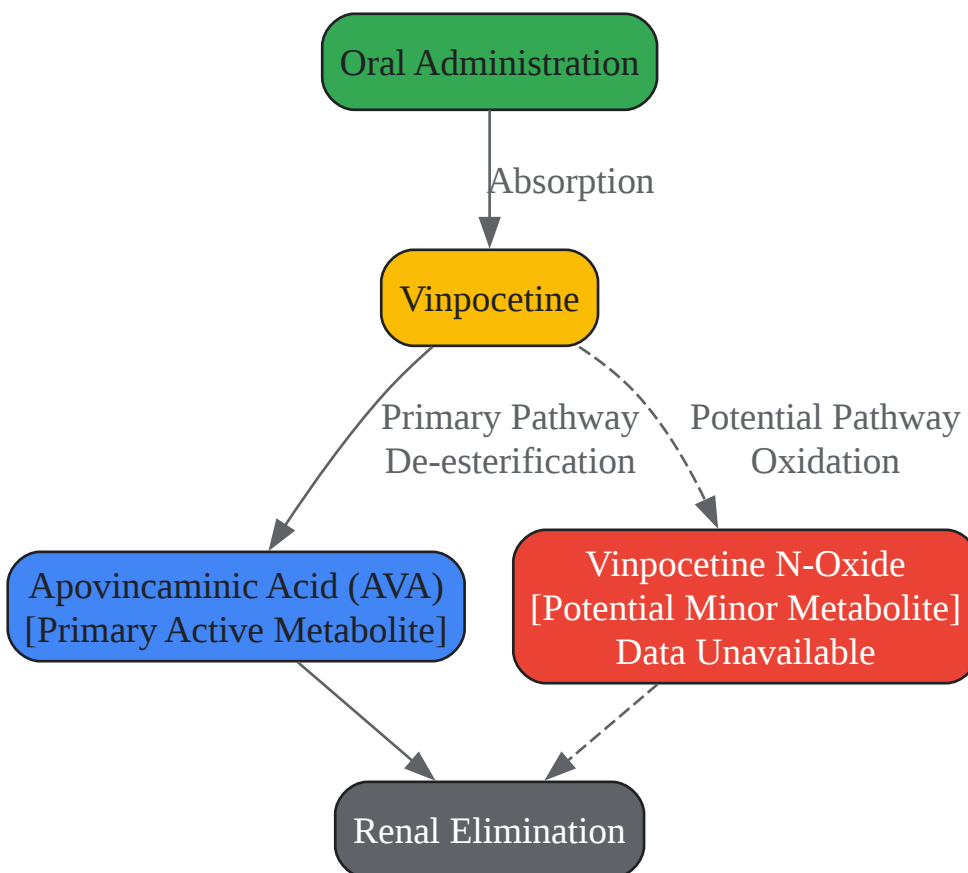 Oral Administration
Absorption
Vinpocetine
Primary Pathway
De-esterification
Potential Pathway
Oxidation
Apovincaminic Acid (AVA)
[Primary Active Metabolite]
Vinpocetine N-Oxide
[Potential Minor Metabolite]
Data Unavailable
Renal Elimination